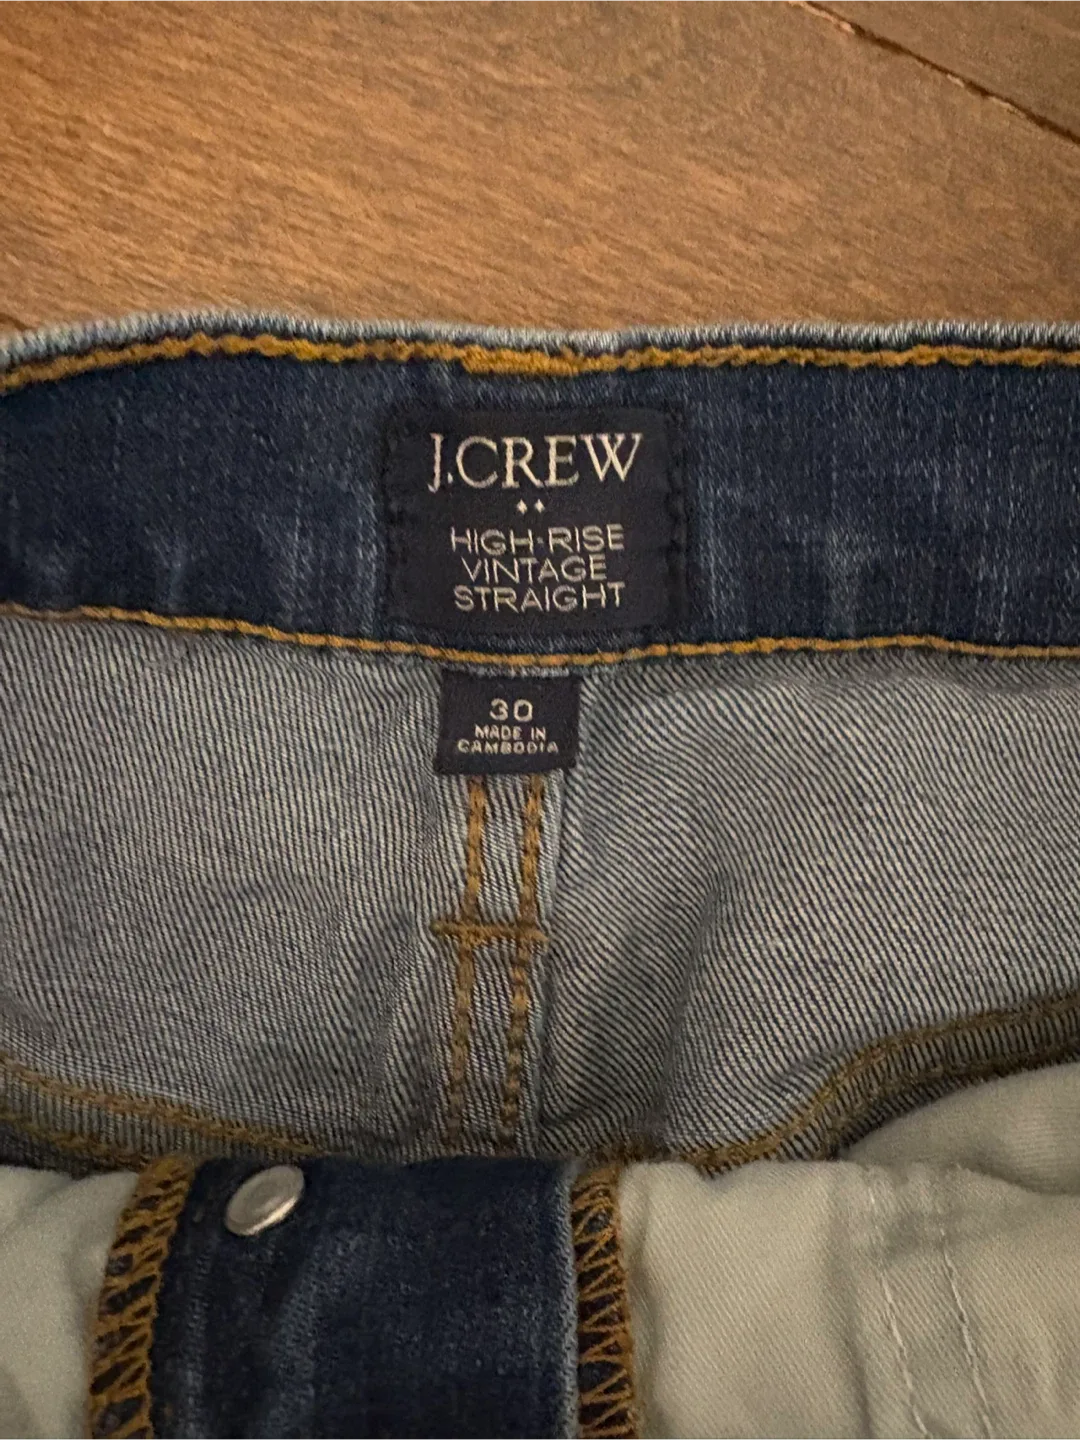 J.CREW
HIGH-RISE
VINTAGE
STRAIGHT
30
MADE IN
CAMBODIA